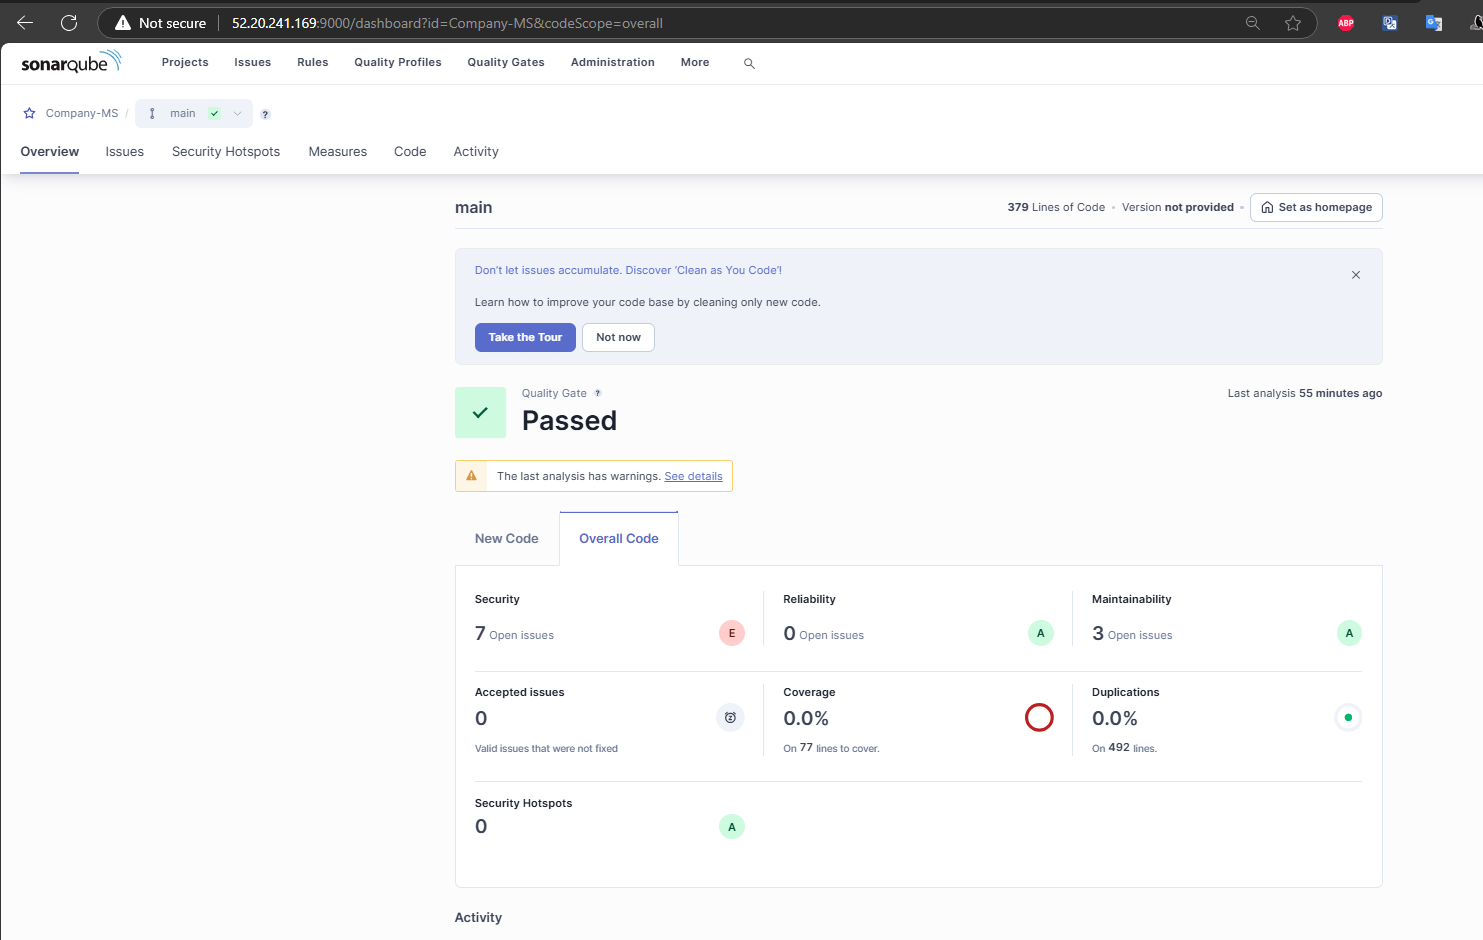 Not secure 52.20.241.169:9000/dashboard?id=Company-MS&codeScope=overall
ABP
sonarqube Projects Issues Rules Quality Profiles Quality Gates Administration More
Company-MS / main ?
Overview Issues Security Hotspots Measures Code Activity
main 379 Lines of Code • Version not provided • Set as homepage
Don't let issues accumulate. Discover 'Clean as You Code'!
Learn how to improve your code base by cleaning only new code.
Take the Tour Not now
Quality Gate ? Last analysis 55 minutes ago
Passed
The last analysis has warnings. See details
New Code Overall Code
Security Reliability Maintainability
7 Open issues E 0 Open issues A 3 Open issues A
Accepted issues Coverage Duplications
0 0.0% 0.0%
Valid issues that were not fixed On 77 lines to cover. On 492 lines.
Security Hotspots
0 A
Activity